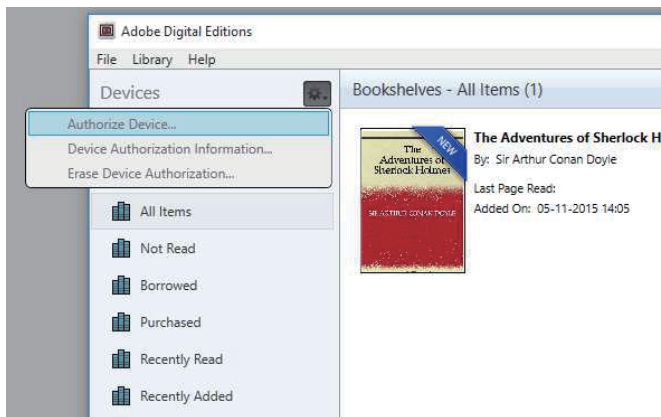 Adobe Digital Editions
File Library Help
Devices
Authorize Device...
Device Authorization Information...
Erase Device Authorization...
All Items
Not Read
Borrowed
Purchased
Recently Read
Recently Added
Bookshelves - All Items (1)
The
Adventures of
Sherlock Holmes
SIR ARTHUR CONAN DOYLE
NEW
The Adventures of Sherlock H
By: Sir Arthur Conan Doyle
Last Page Read:
Added On: 05-11-2015 14:05